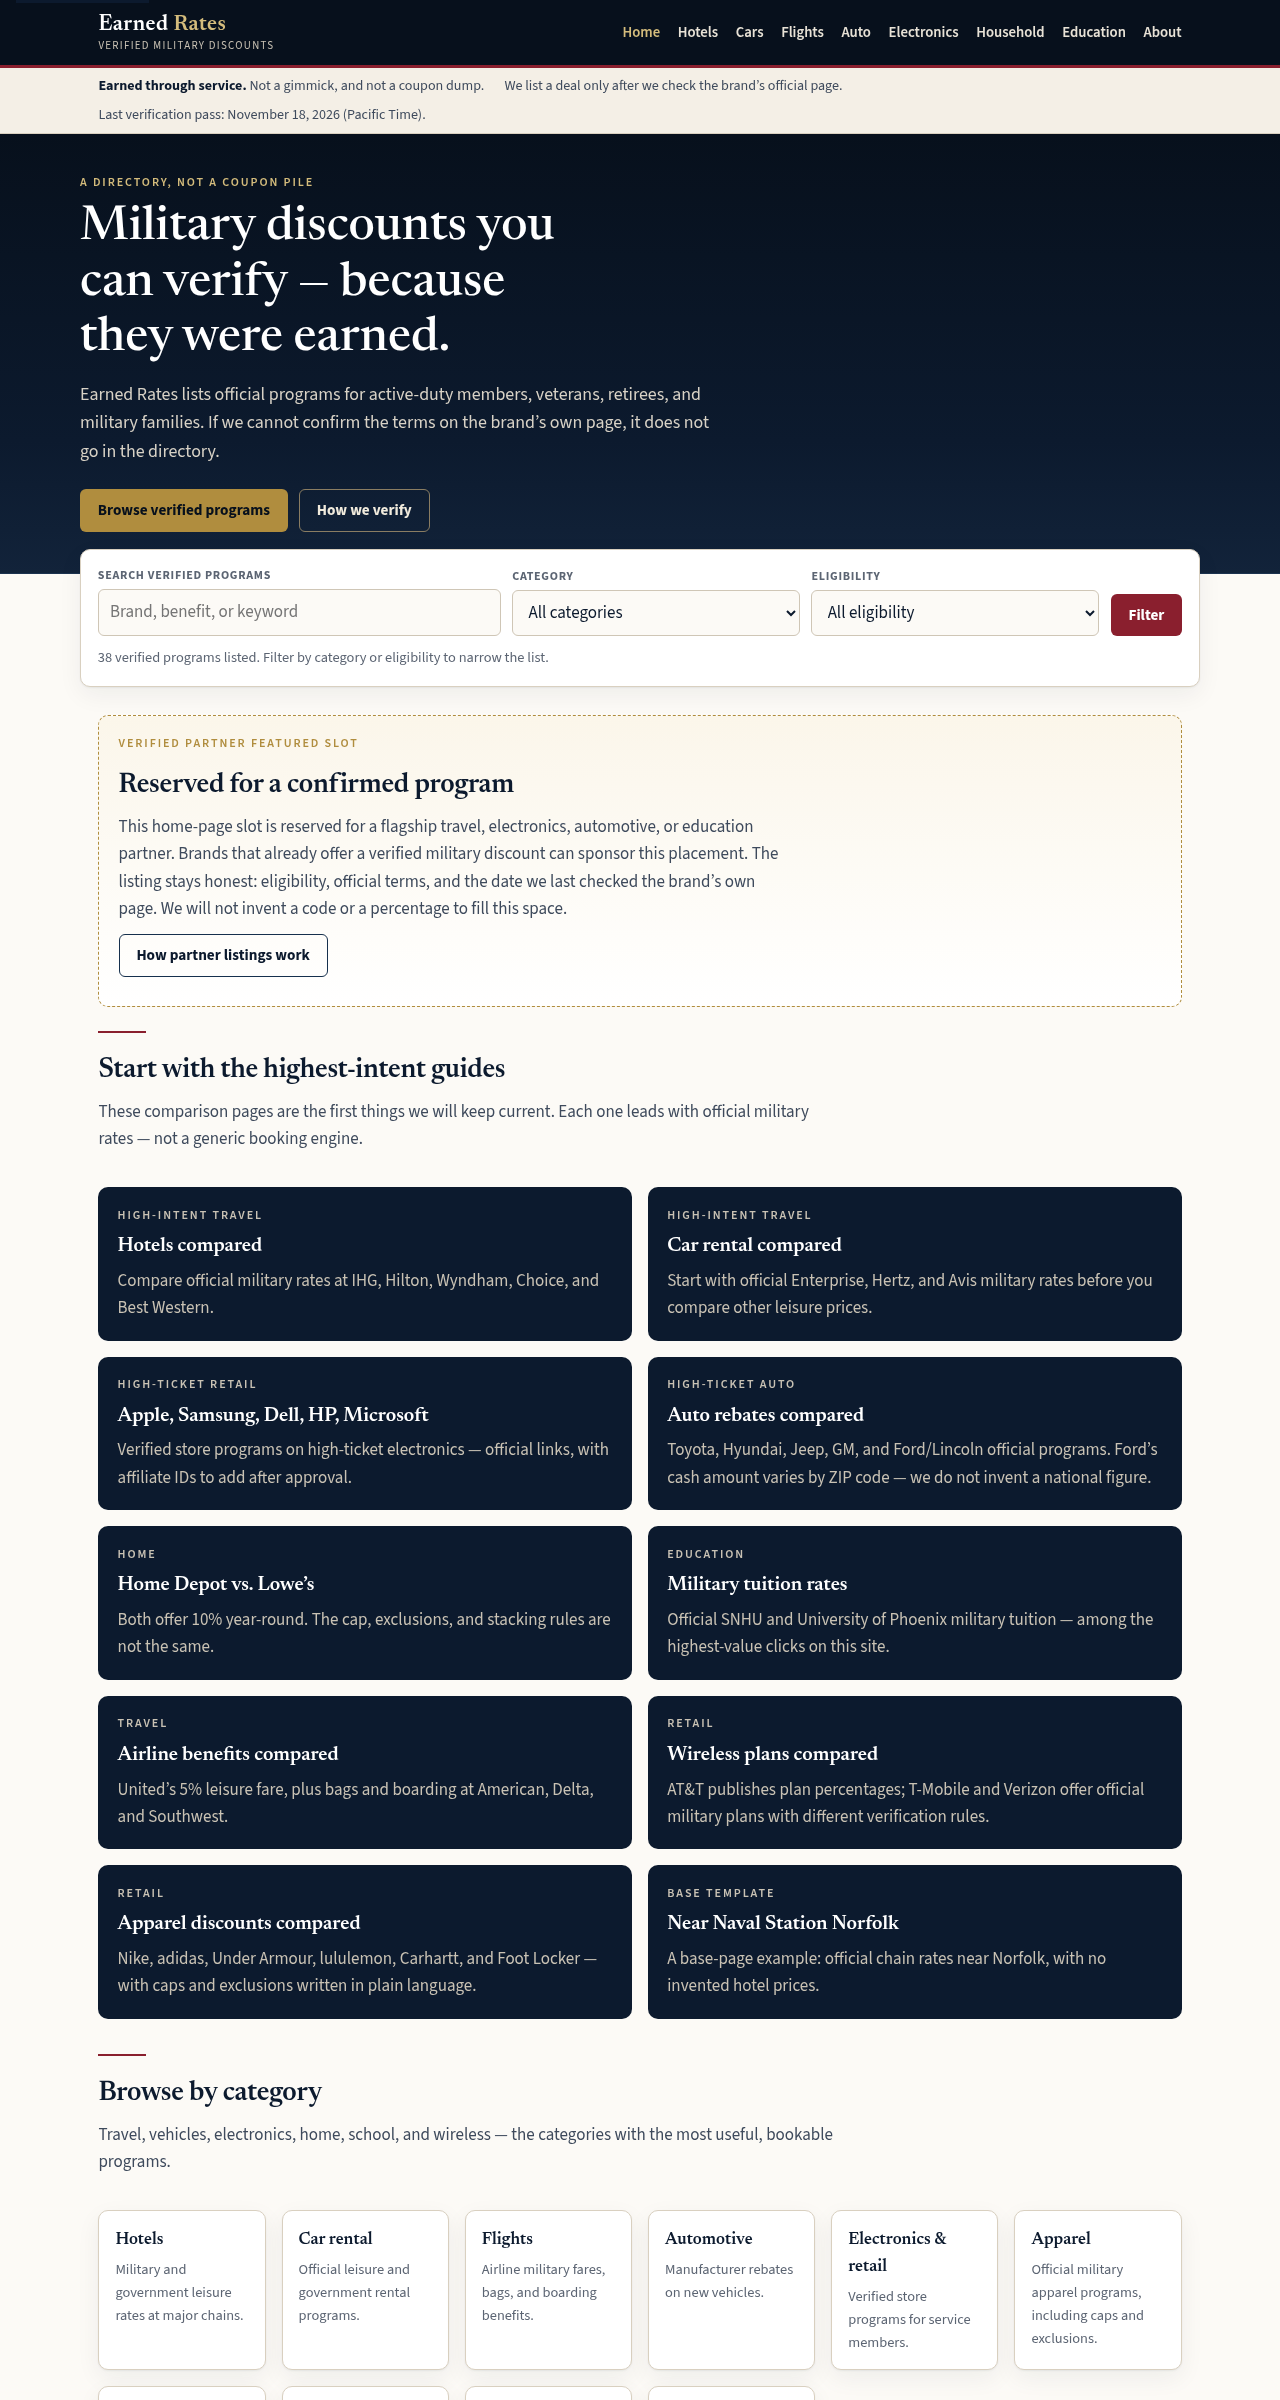 Earned Rates
VERIFIED MILITARY DISCOUNTS
Home Hotels Cars Flights Auto Electronics Household Education About
Earned through service. Not a gimmick, and not a coupon dump. We list a deal only after we check the brand’s official page.
Last verification pass: November 18, 2026 (Pacific Time).
A DIRECTORY, NOT A COUPON PILE
Military discounts you
can verify — because
they were earned.
Earned Rates lists official programs for active-duty members, veterans, retirees, and
military families. If we cannot confirm the terms on the brand’s own page, it does not
go in the directory.
Browse verified programs How we verify
SEARCH VERIFIED PROGRAMS CATEGORY ELIGIBILITY
Brand, benefit, or keyword All categories All eligibility Filter
38 verified programs listed. Filter by category or eligibility to narrow the list.
VERIFIED PARTNER FEATURED SLOT
Reserved for a confirmed program
This home-page slot is reserved for a flagship travel, electronics, automotive, or education
partner. Brands that already offer a verified military discount can sponsor this placement. The
listing stays honest: eligibility, official terms, and the date we last checked the brand’s own
page. We will not invent a code or a percentage to fill this space.
How partner listings work
Start with the highest-intent guides
These comparison pages are the first things we will keep current. Each one leads with official military
rates — not a generic booking engine.
HIGH-INTENT TRAVEL
Hotels compared
Compare official military rates at IHG, Hilton, Wyndham, Choice, and
Best Western.
HIGH-INTENT TRAVEL
Car rental compared
Start with official Enterprise, Hertz, and Avis military rates before you
compare other leisure prices.
HIGH-TICKET RETAIL
Apple, Samsung, Dell, HP, Microsoft
Verified store programs on high-ticket electronics — official links, with
affiliate IDs to add after approval.
HIGH-TICKET AUTO
Auto rebates compared
Toyota, Hyundai, Jeep, GM, and Ford/Lincoln official programs. Ford’s
cash amount varies by ZIP code — we do not invent a national figure.
HOME
Home Depot vs. Lowe’s
Both offer 10% year-round. The cap, exclusions, and stacking rules are
not the same.
EDUCATION
Military tuition rates
Official SNHU and University of Phoenix military tuition — among the
highest-value clicks on this site.
TRAVEL
Airline benefits compared
United’s 5% leisure fare, plus bags and boarding at American, Delta,
and Southwest.
RETAIL
Wireless plans compared
AT&T publishes plan percentages; T-Mobile and Verizon offer official
military plans with different verification rules.
RETAIL
Apparel discounts compared
Nike, adidas, Under Armour, lululemon, Carhartt, and Foot Locker —
with caps and exclusions written in plain language.
BASE TEMPLATE
Near Naval Station Norfolk
A base-page example: official chain rates near Norfolk, with no
invented hotel prices.
Browse by category
Travel, vehicles, electronics, home, school, and wireless — the categories with the most useful, bookable
programs.
Hotels
Military and
government leisure
rates at major chains.
Car rental
Official leisure and
government rental
programs.
Flights
Airline military fares,
bags, and boarding
benefits.
Automotive
Manufacturer rebates
on new vehicles.
Electronics &
retail
Verified store
programs for service
members.
Apparel
Official military
apparel programs,
including caps and
exclusions.